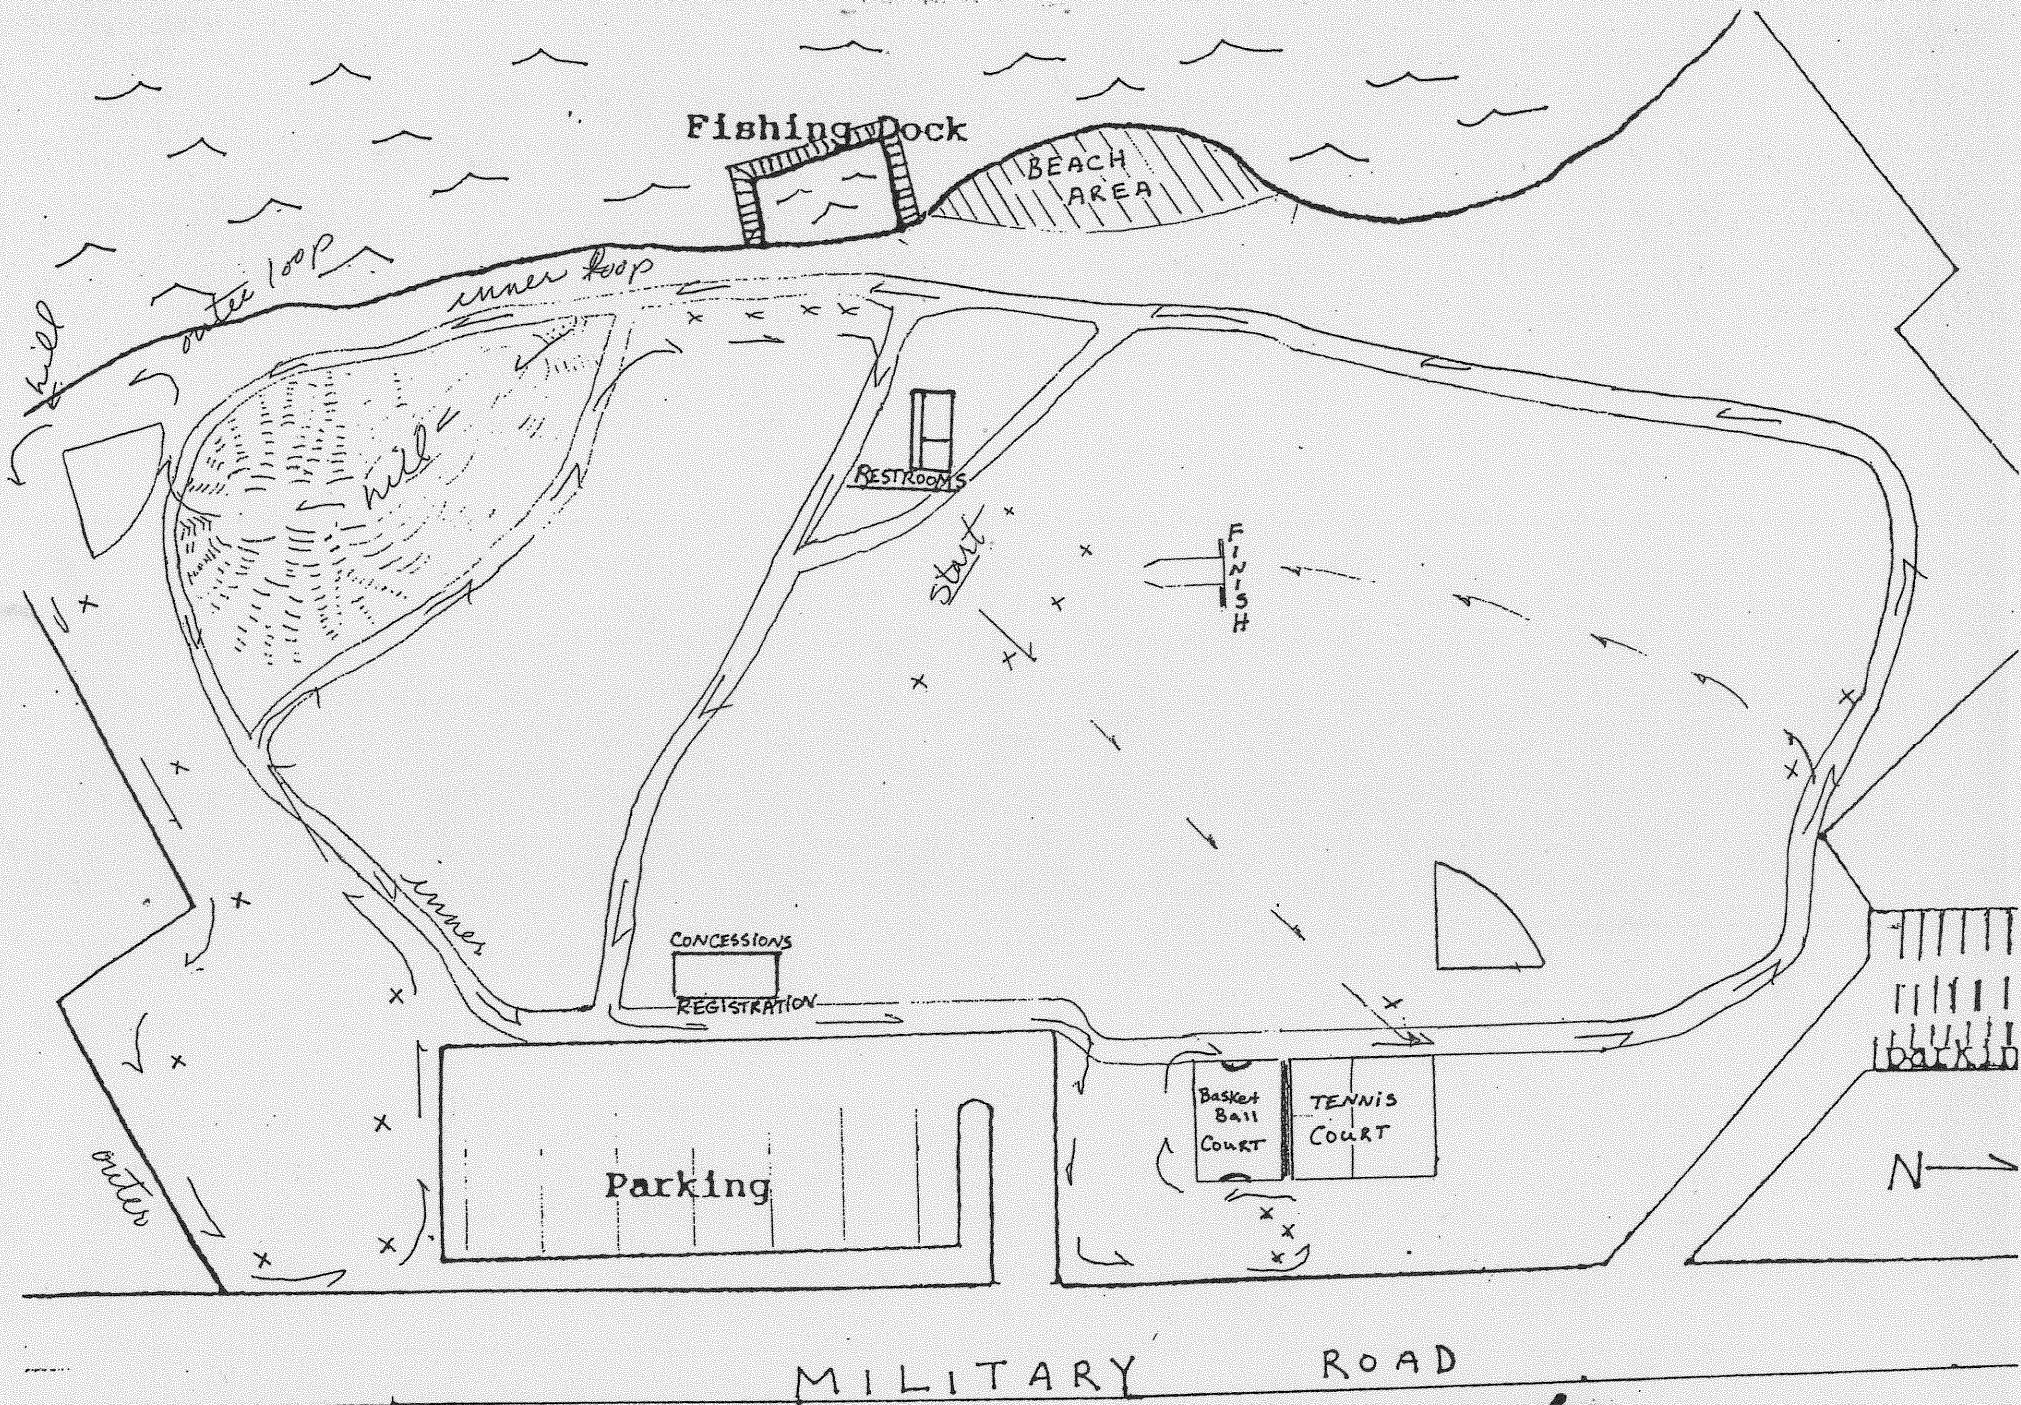 Fishing Dock
BEACH
AREA
outer loop
inner loop
hill
hill
RESTROOMS
Start
FINISH
inner
CONCESSIONS
REGISTRATION
Basket
Ball
COURT
TENNIS
COURT
Parking
parkin
outer
N
MILITARY ROAD